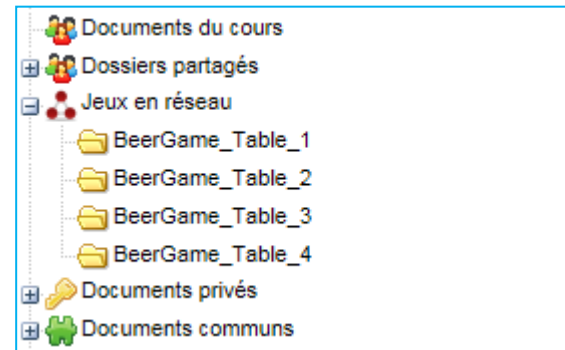 Documents du cours
Dossiers partagés
Jeux en réseau
BeerGame_Table_1
BeerGame_Table_2
BeerGame_Table_3
BeerGame_Table_4
Documents privés
Documents communs